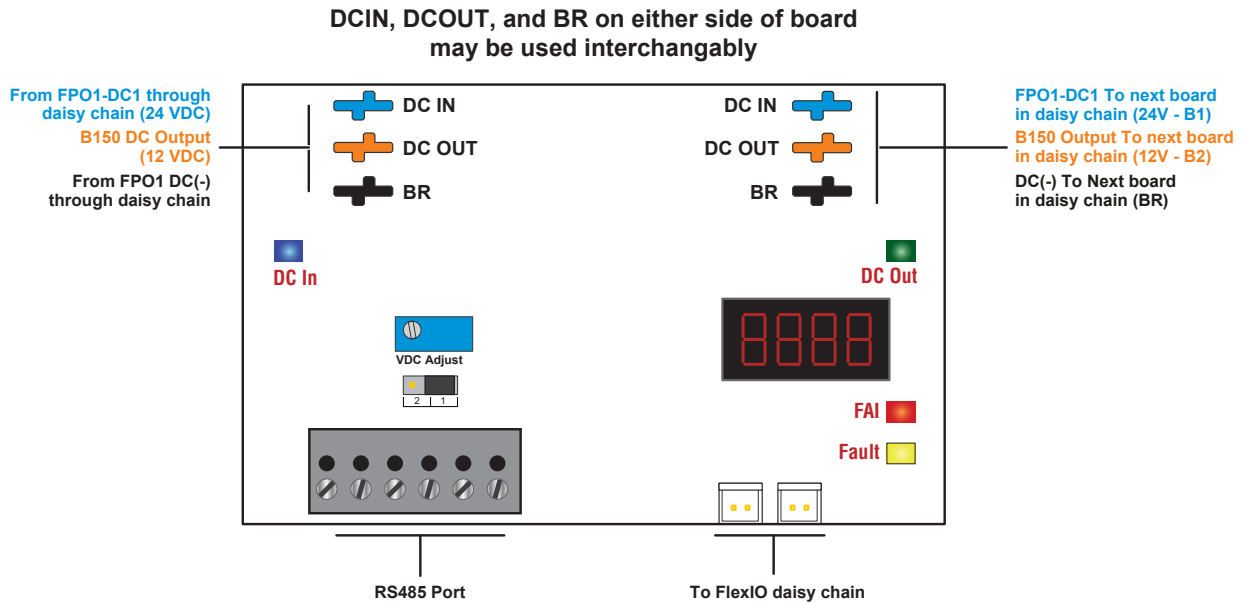 DCIN, DCOUT, and BR on either side of board
may be used interchangably
From FPO1-DC1 through
daisy chain (24 VDC)
B150 DC Output
(12 VDC)
From FPO1 DC(-)
through daisy chain
DC IN
DC OUT
BR
DC IN
DC OUT
BR
FPO1-DC1 To next board
in daisy chain (24V - B1)
B150 Output To next board
in daisy chain (12V - B2)
DC(-) To Next board
in daisy chain (BR)
DC In
DC Out
VDC Adjust
2 1
8888
FAI
Fault
RS485 Port
To FlexIO daisy chain